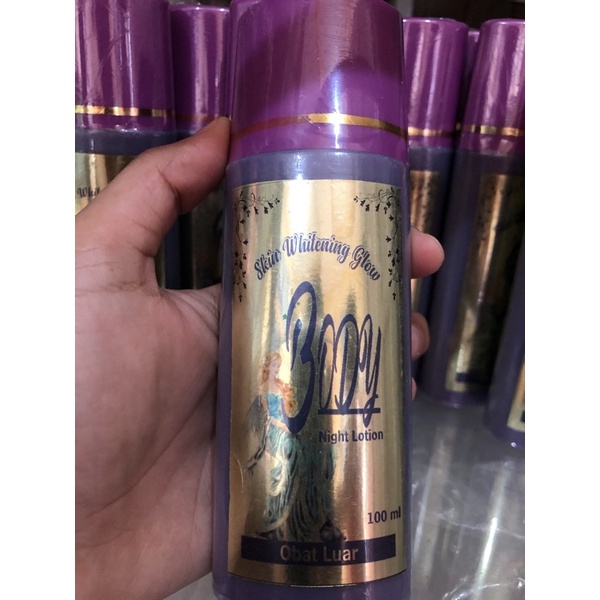 Skin Whitening Glow
Body
Night Lotion
100 ml
Obat Luar